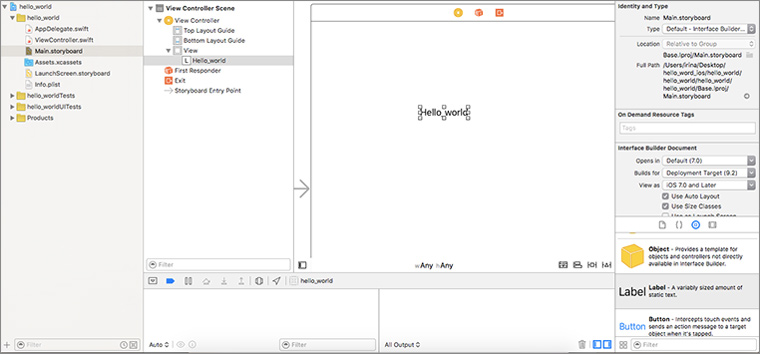 hello_world
hello_world
AppDelegate.swift
ViewController.swift
Main.storyboard
Assets.xcassets
LaunchScreen.storyboard
Info.plist
hello_worldTests
hello_worldUITests
Products
Filter
View Controller Scene
View Controller
Top Layout Guide
Bottom Layout Guide
View
L Hello_world
First Responder
Exit
Storyboard Entry Point
Filter
Hello_world
wAny hAny
hello_world
Auto
Filter
All Output
Identity and Type
Name Main.storyboard
Type Default - Interface Builder...
Location Relative to Group
Base.lproj/Main.storyboard
Full Path /Users/irina/Desktop/
hello_word_ios/hello_world/
hello_world/hello_world/
hello_world/Base.lproj/
Main.storyboard
On Demand Resource Tags
Tags
Interface Builder Document
Opens in Default (7.0)
Builds for Deployment Target (9.2)
View as iOS 7.0 and Later
Use Auto Layout
Use Size Classes
Use as Launch Screen
Object - Provides a template for
objects and controllers not directly
available in Interface Builder.
Label Label - A variably sized amount of
static text.
Button Button - Intercepts touch events and
sends an action message to a target
object when it's tapped.
Filter